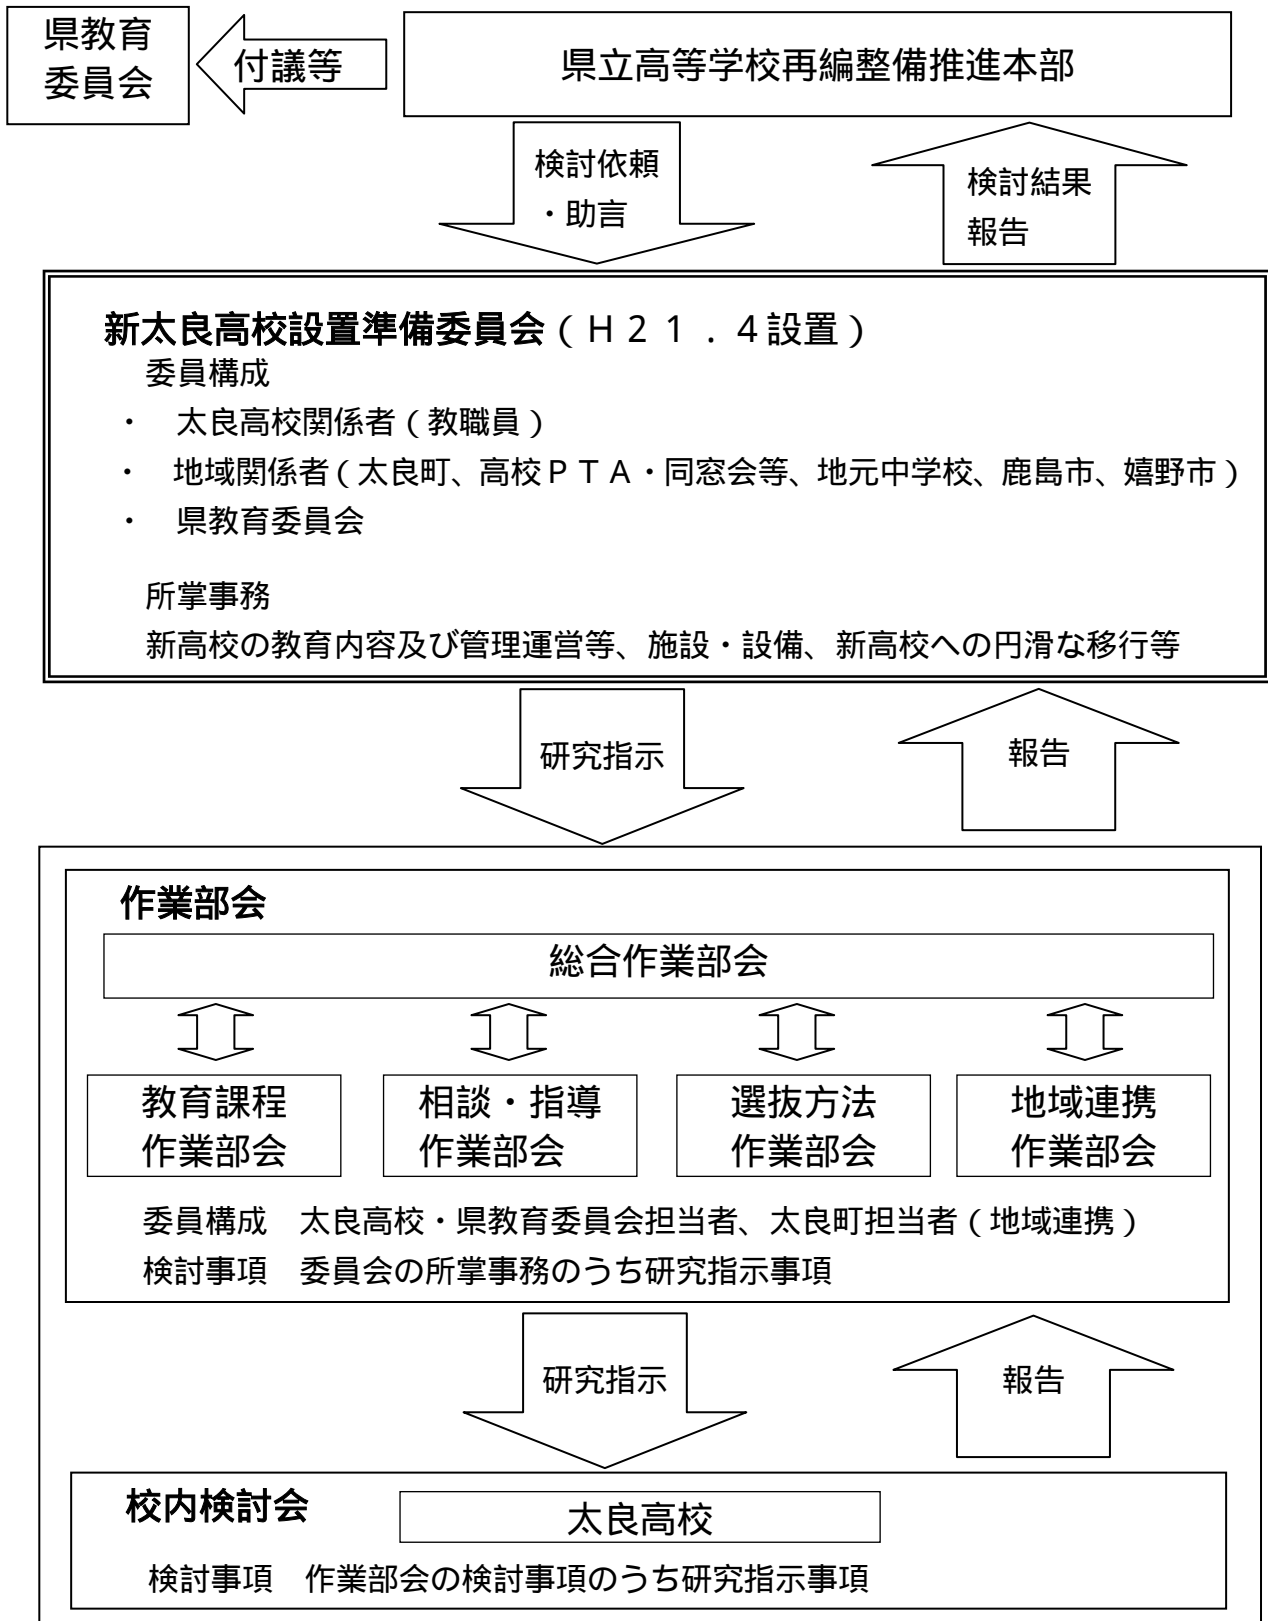 県教育
委員会
付議等
県立高等学校再編整備推進本部
検討依頼
・助言
検討結果
報告
新太良高校設置準備委員会（Ｈ２１．４設置）
委員構成
・　太良高校関係者（教職員）
・　地域関係者（太良町、高校ＰＴＡ・同窓会等、地元中学校、鹿島市、嬉野市）
・　県教育委員会
所掌事務
新高校の教育内容及び管理運営等、施設・設備、新高校への円滑な移行等
研究指示
報告
作業部会
総合作業部会
教育課程
作業部会
相談・指導
作業部会
選抜方法
作業部会
地域連携
作業部会
委員構成　太良高校・県教育委員会担当者、太良町担当者（地域連携）
検討事項　委員会の所掌事務のうち研究指示事項
研究指示
報告
校内検討会
太良高校
検討事項　作業部会の検討事項のうち研究指示事項